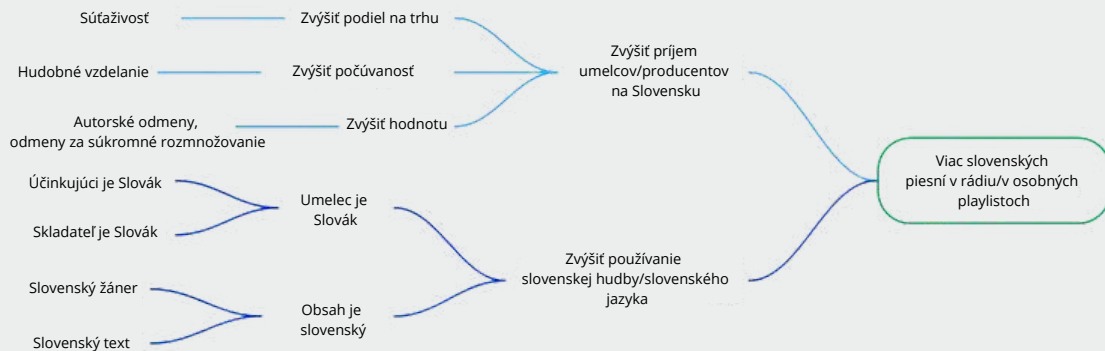 Súťaživosť
Zvýšiť podiel na trhu
Hudobné vzdelanie
Zvýšiť počúvanosť
Autorské odmeny,
odmeny za súkromné rozmnožovanie
Zvýšiť hodnotu
Zvýšiť príjem
umelcov/producentov
na Slovensku
Účinkujúci je Slovák
Skladateľ je Slovák
Umelec je
Slovák
Slovenský žáner
Slovenský text
Obsah je
slovenský
Zvýšiť používanie
slovenskej hudby/slovenského
jazyka
Viac slovenských
piesní v rádiu/v osobných
playlistoch